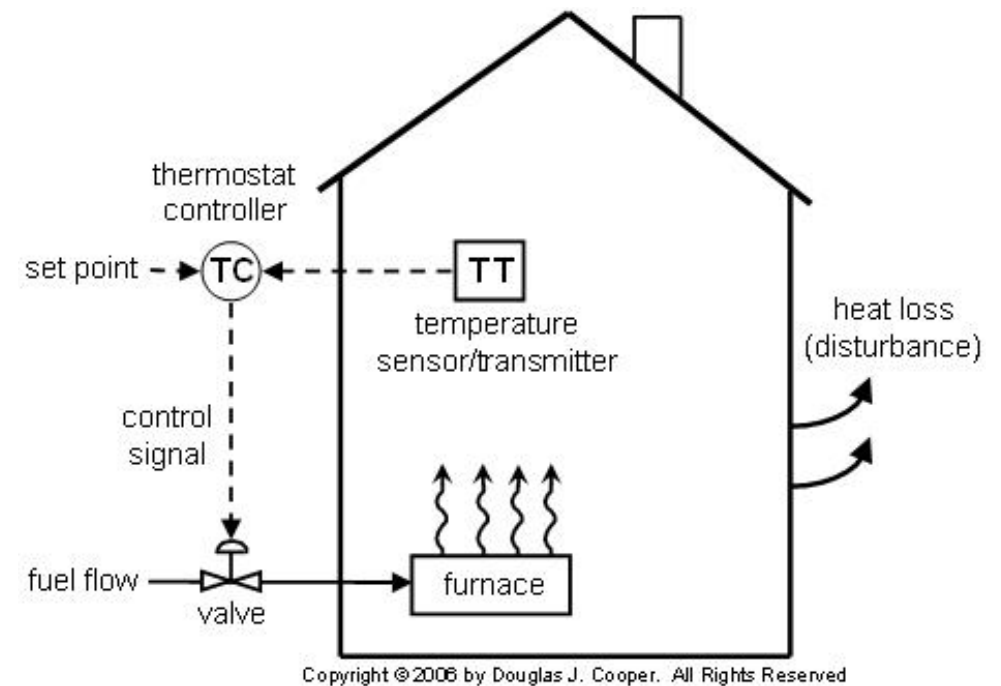 thermostat
controller
set point
TC
TT
temperature
sensor/transmitter
heat loss
(disturbance)
control
signal
fuel flow
valve
furnace
Copyright © 2006 by Douglas J. Cooper. All Rights Reserved